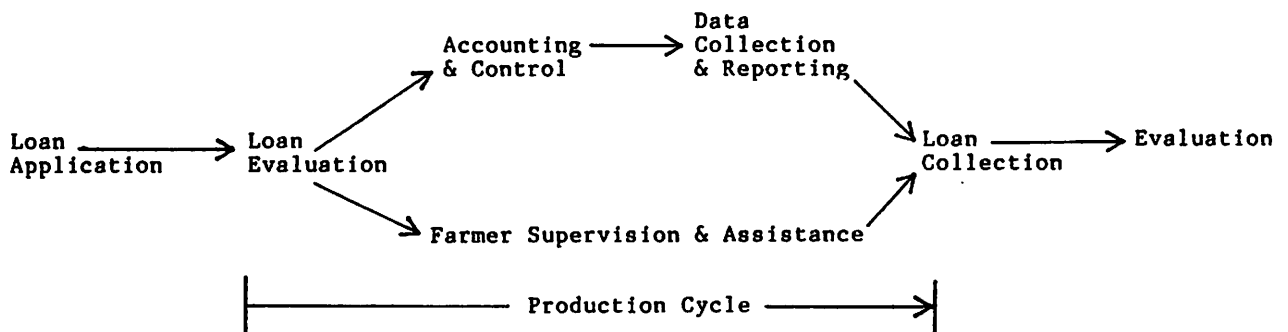 Data
Accounting
Collection
& Control
& Reporting
Loan
Application
Loan
Evaluation
Loan
Collection
Evaluation
Farmer Supervision & Assistance
Production Cycle